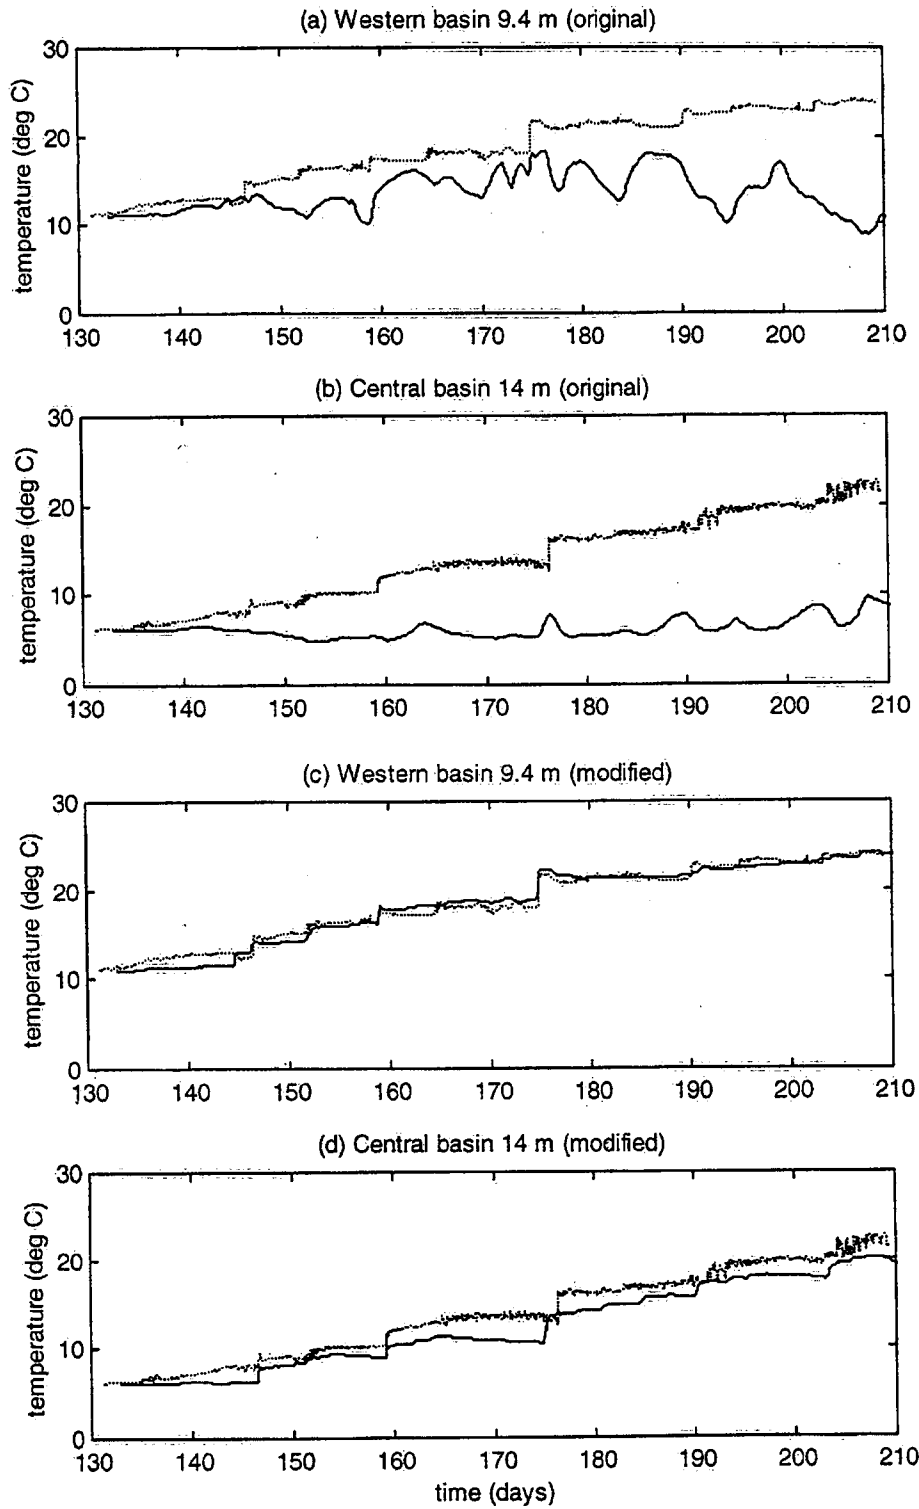 (a) Western basin 9.4 m (original)
30
20
10
0
temperature (deg C)
130 140 150 160 170 180 190 200 210
(b) Central basin 14 m (original)
30
20
10
0
temperature (deg C)
130 140 150 160 170 180 190 200 210
(c) Western basin 9.4 m (modified)
30
20
10
0
temperature (deg C)
130 140 150 160 170 180 190 200 210
(d) Central basin 14 m (modified)
30
20
10
0
temperature (deg C)
130 140 150 160 170 180 190 200 210
time (days)